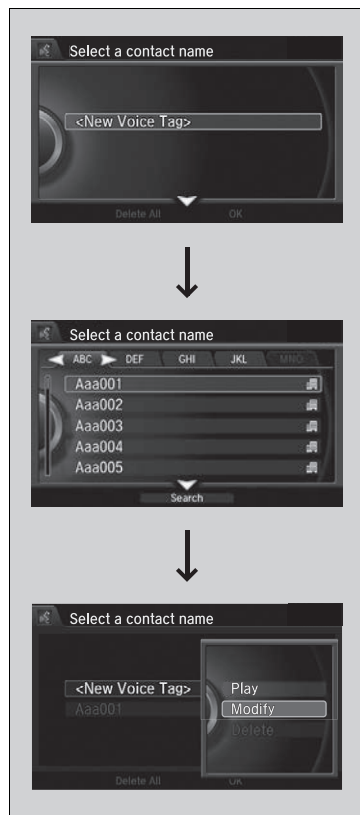 Select a contact name
<New Voice Tag>
Delete All OK
Select a contact name
ABC DEF GHI JKL MNO
Aaa001
Aaa002
Aaa003
Aaa004
Aaa005
Search
Select a contact name
<New Voice Tag> Play
Aaa001 Modify
Delete
Delete All OK